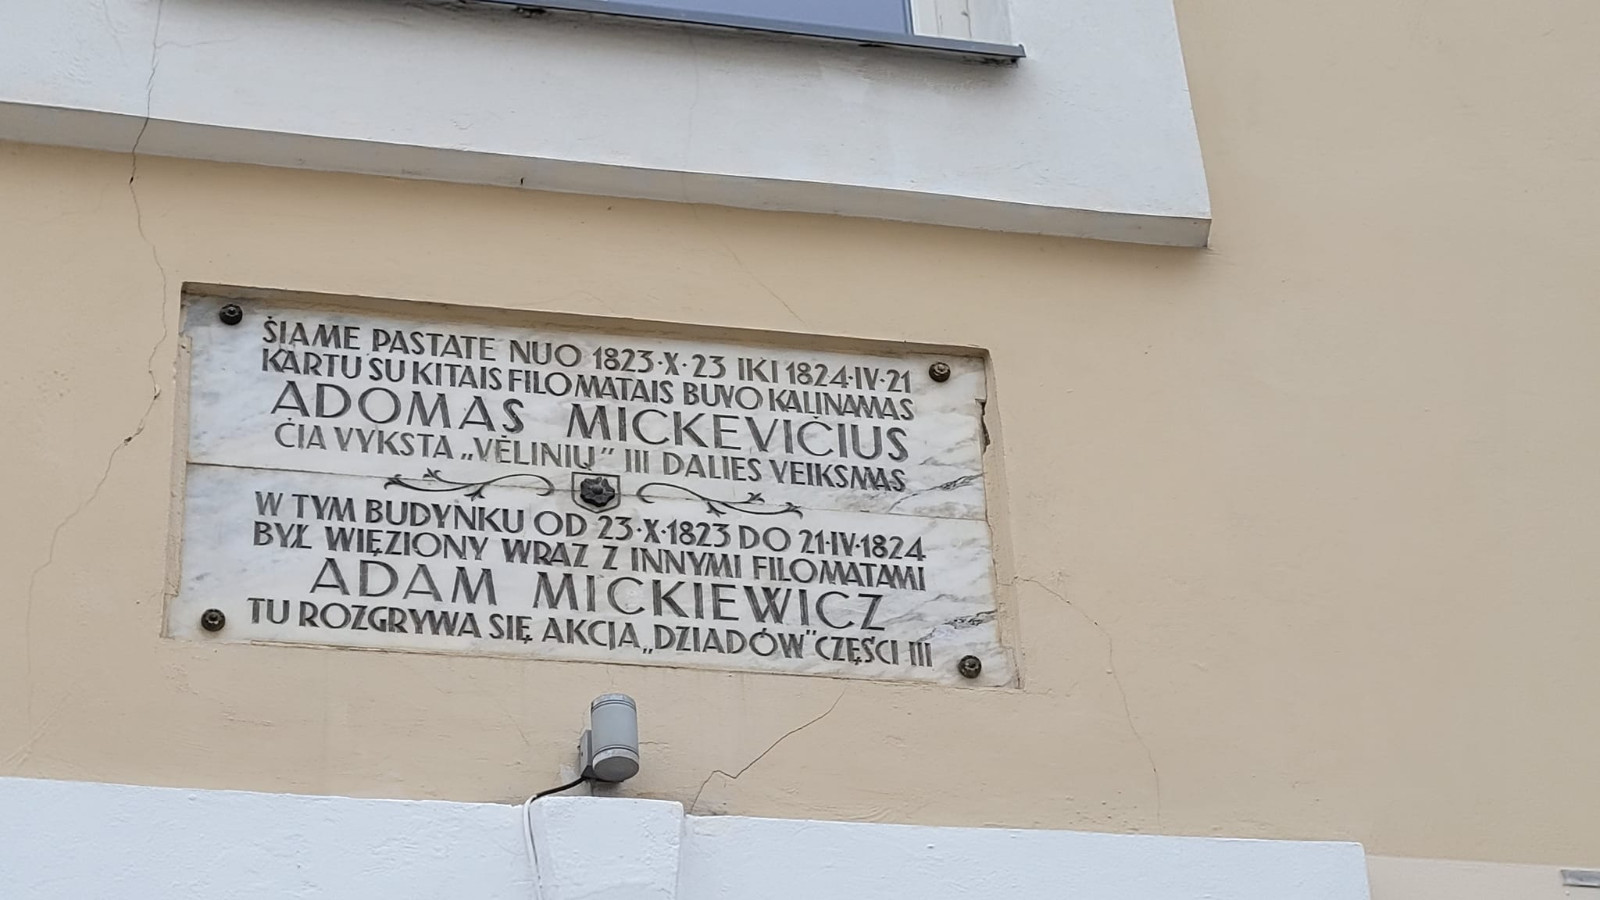 ŠIAME PASTATE NUO 1823·X·23 IKI 1824·IV·21
KARTU SU KITAIS FILOMATAIS BUVO KALINAMAS
ADOMAS MICKEVIČIUS
ČIA VYKSTA „VĖLINIŲ” III DALIES VEIKSMAS
W TYM BUDYNKU OD 23·X·1823 DO 21·IV·1824
BYŁ WIĘZIONY WRAZ Z INNYMI FILOMATAMI
ADAM MICKIEWICZ
TU ROZGRYWA SIĘ AKCJA „DZIADÓW” CZĘŚCI III